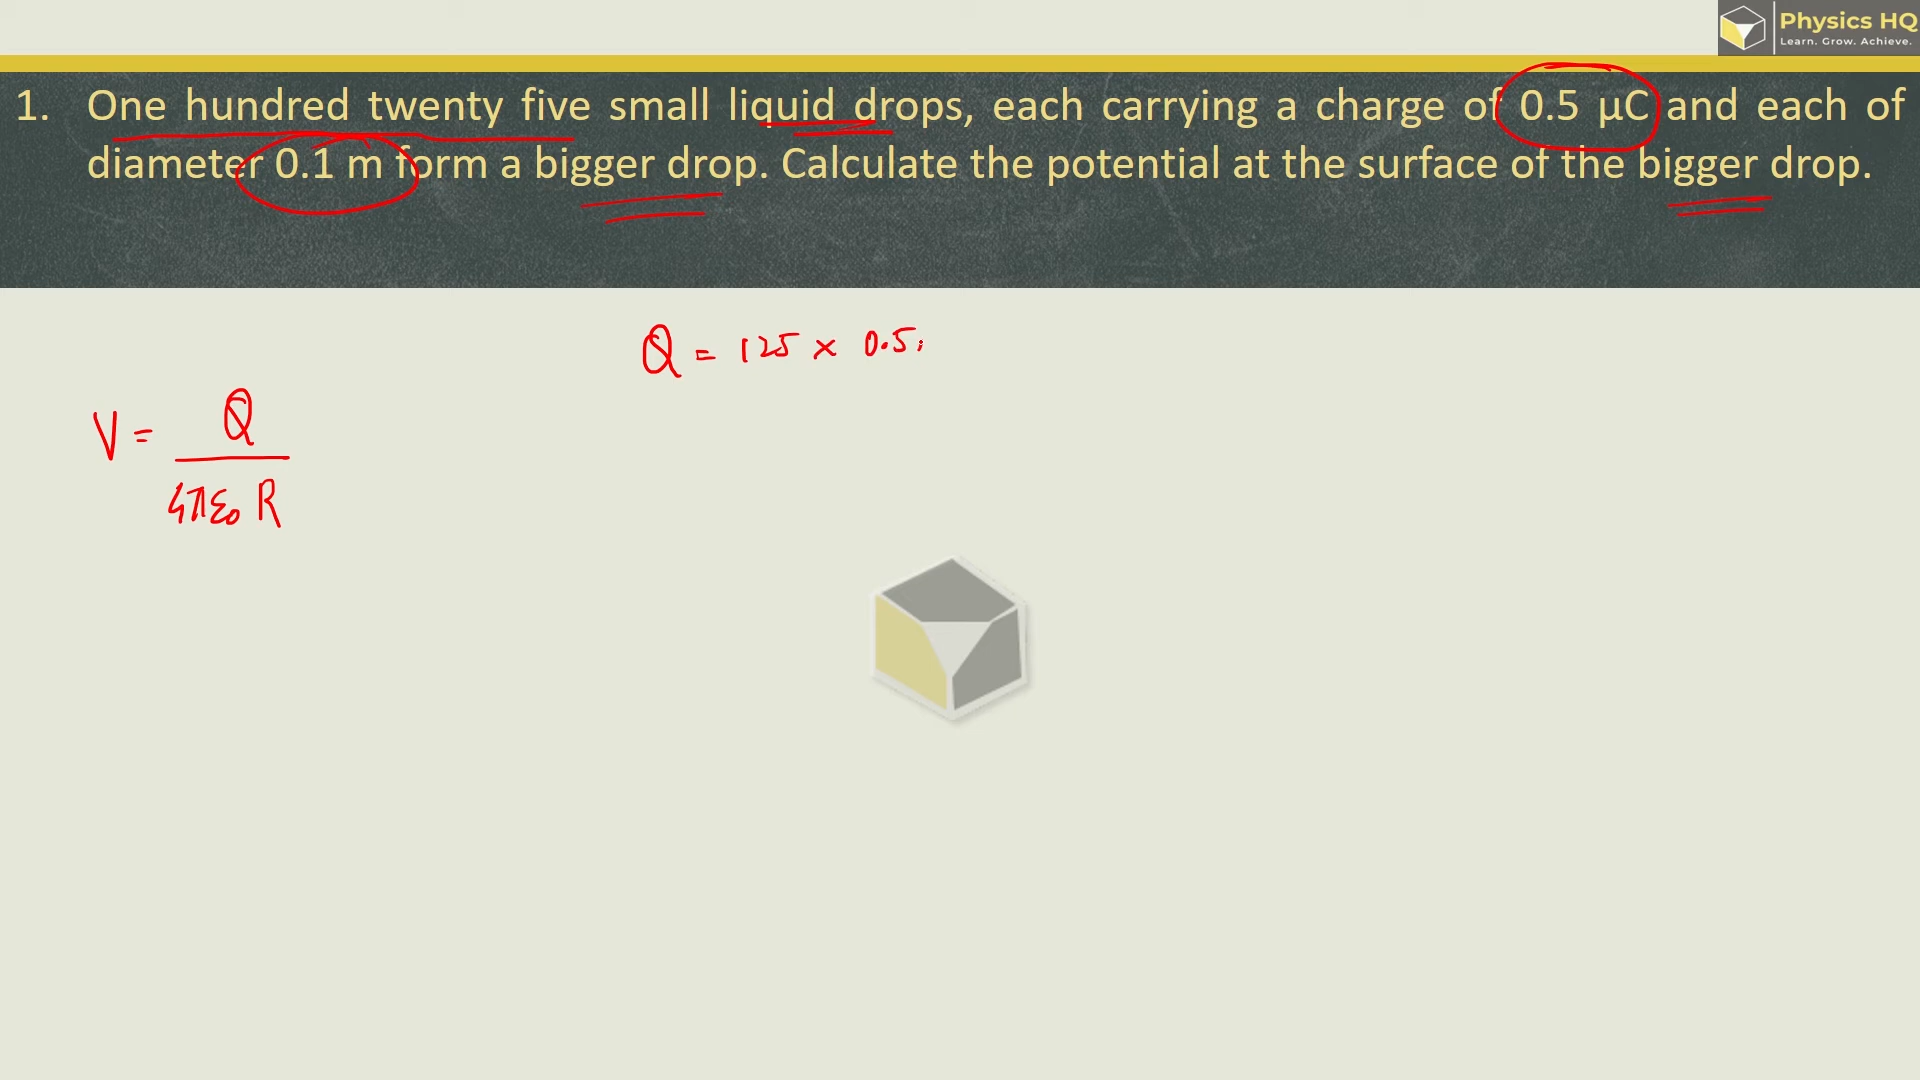 Physics HQ
Learn. Grow. Achieve.
1. One hundred twenty five small liquid drops, each carrying a charge of 0.5 µC and each of
diameter 0.1 m form a bigger drop. Calculate the potential at the surface of the bigger drop.
Q = 125 × 0.5
V = Q
4πε₀ R